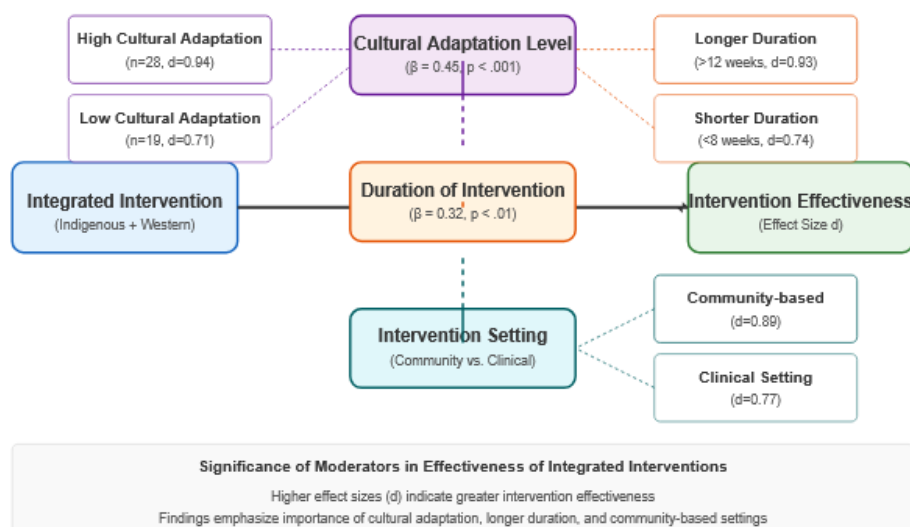 High Cultural Adaptation
(n=28, d=0.94)
Cultural Adaptation Level
(β = 0.45, p < .001)
Longer Duration
(>12 weeks, d=0.93)
Low Cultural Adaptation
(n=19, d=0.71)
Shorter Duration
(<8 weeks, d=0.74)
Integrated Intervention
(Indigenous + Western)
Duration of Intervention
(β = 0.32, p < .01)
Intervention Effectiveness
(Effect Size d)
Intervention Setting
(Community vs. Clinical)
Community-based
(d=0.89)
Clinical Setting
(d=0.77)
Significance of Moderators in Effectiveness of Integrated Interventions
Higher effect sizes (d) indicate greater intervention effectiveness
Findings emphasize importance of cultural adaptation, longer duration, and community-based settings